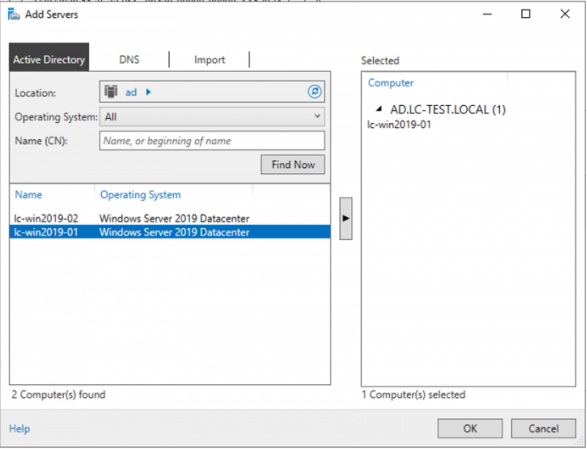 Add Servers
Active Directory
DNS
Import
Selected
Location:
ad
Computer
Operating System:
All
AD.LC-TEST.LOCAL (1)
lc-win2019-01
Name (CN):
Name, or beginning of name
Find Now
Name Operating System
lc-win2019-02 Windows Server 2019 Datacenter
lc-win2019-01 Windows Server 2019 Datacenter
2 Computer(s) found
1 Computer(s) selected
Help
OK
Cancel